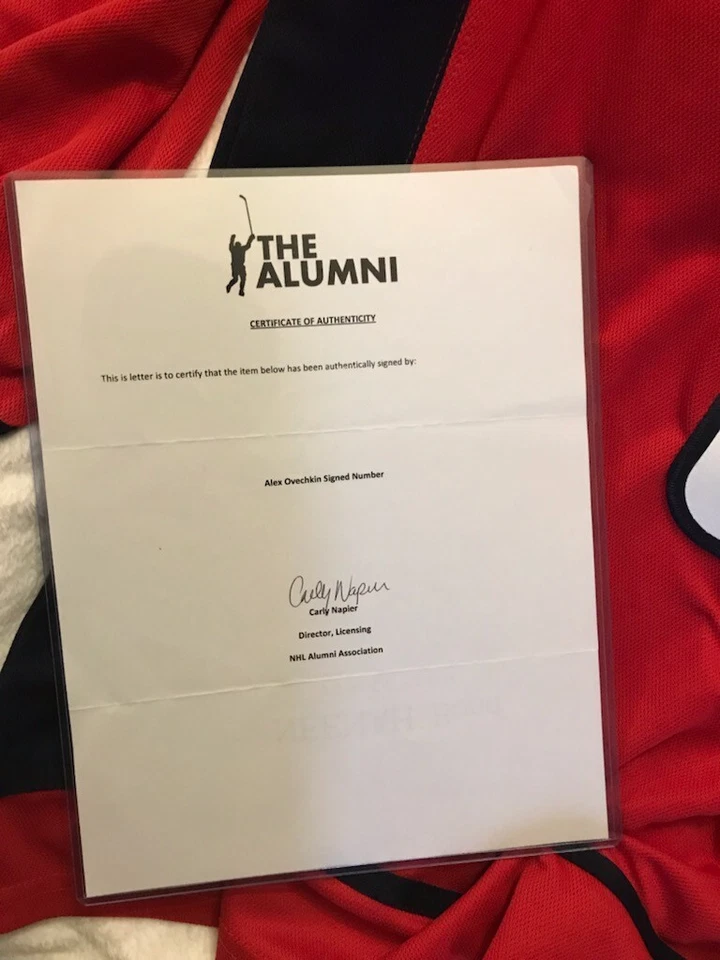 THE
ALUMNI
CERTIFICATE OF AUTHENTICITY
This is letter is to certify that the item below has been authentically signed by:
Alex Ovechkin Signed Number
Carly Napier
Carly Napier
Director, Licensing
NHL Alumni Association